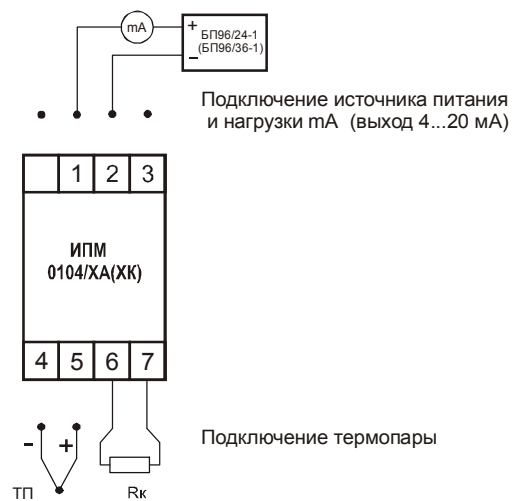 mA
+
БП96/24-1
(БП96/36-1)
–
Подключение источника питания
и нагрузки mA (выход 4...20 мА)
1 2 3
ИПМ
0104/ХА(ХК)
4 5 6 7
- +
Подключение термопары
ТП Rк